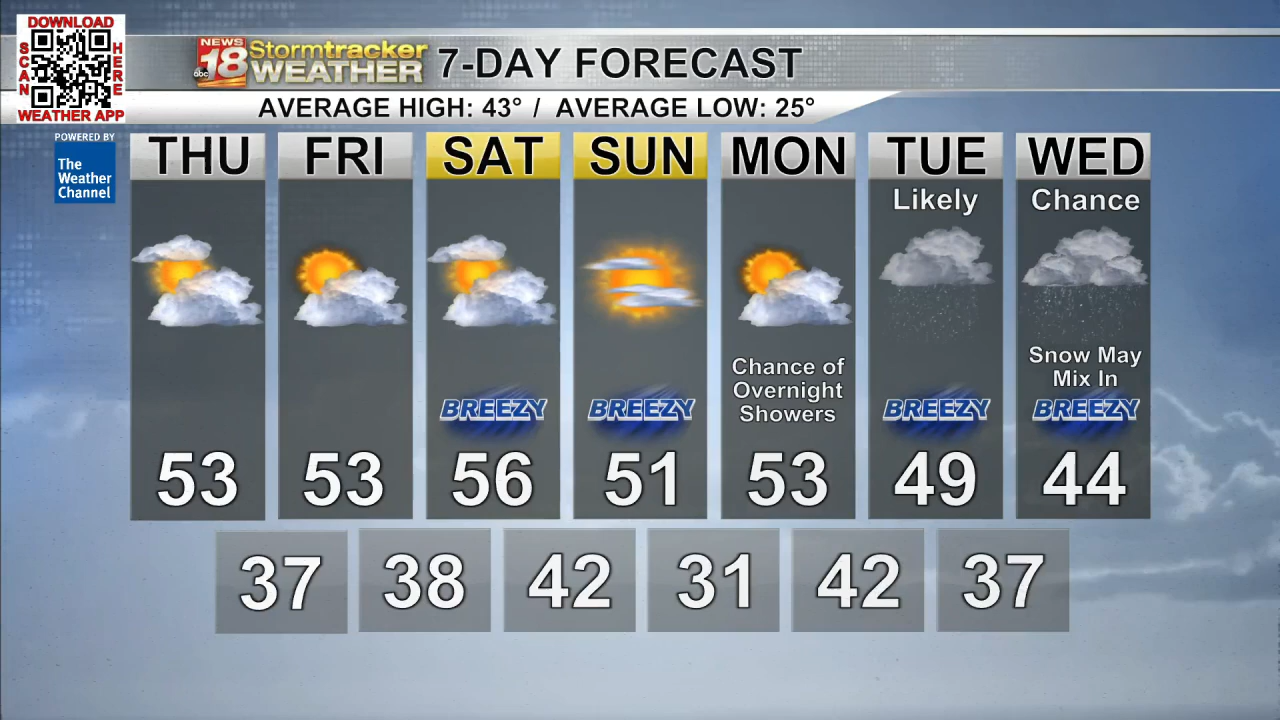 DOWNLOAD
SCAN
HERE
WEATHER APP
NEWS
18
abc
Stormtracker
WEATHER
7-DAY FORECAST
AVERAGE HIGH: 43° / AVERAGE LOW: 25°
POWERED BY
The
Weather
Channel
THU FRI SAT SUN MON TUE WED
Likely Chance
Chance of
Overnight
Showers
Snow May
Mix In
BREEZY BREEZY BREEZY BREEZY
53 53 56 51 53 49 44
37 38 42 31 42 37